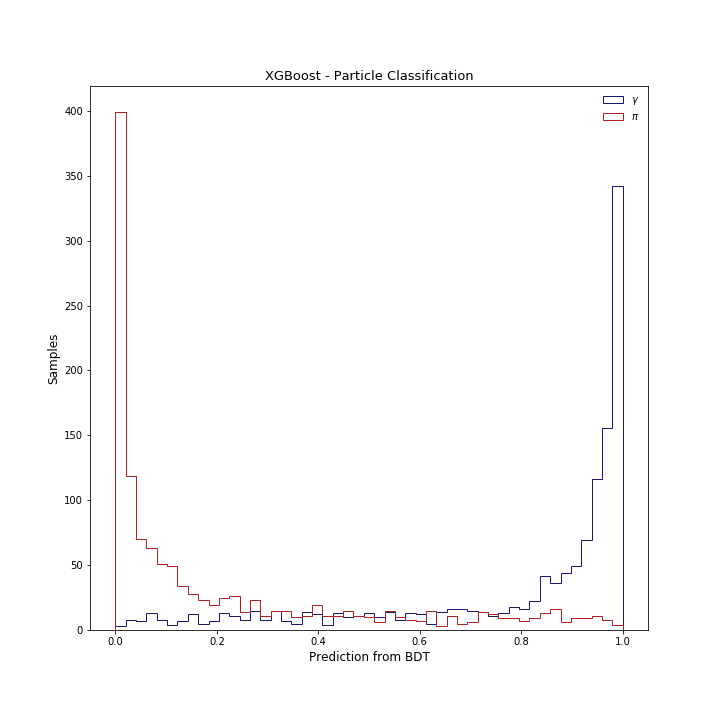 XGBoost - Particle Classification
γ
π
400
350
300
250
200
150
100
50
0
Samples
0.0 0.2 0.4 0.6 0.8 1.0
Prediction from BDT